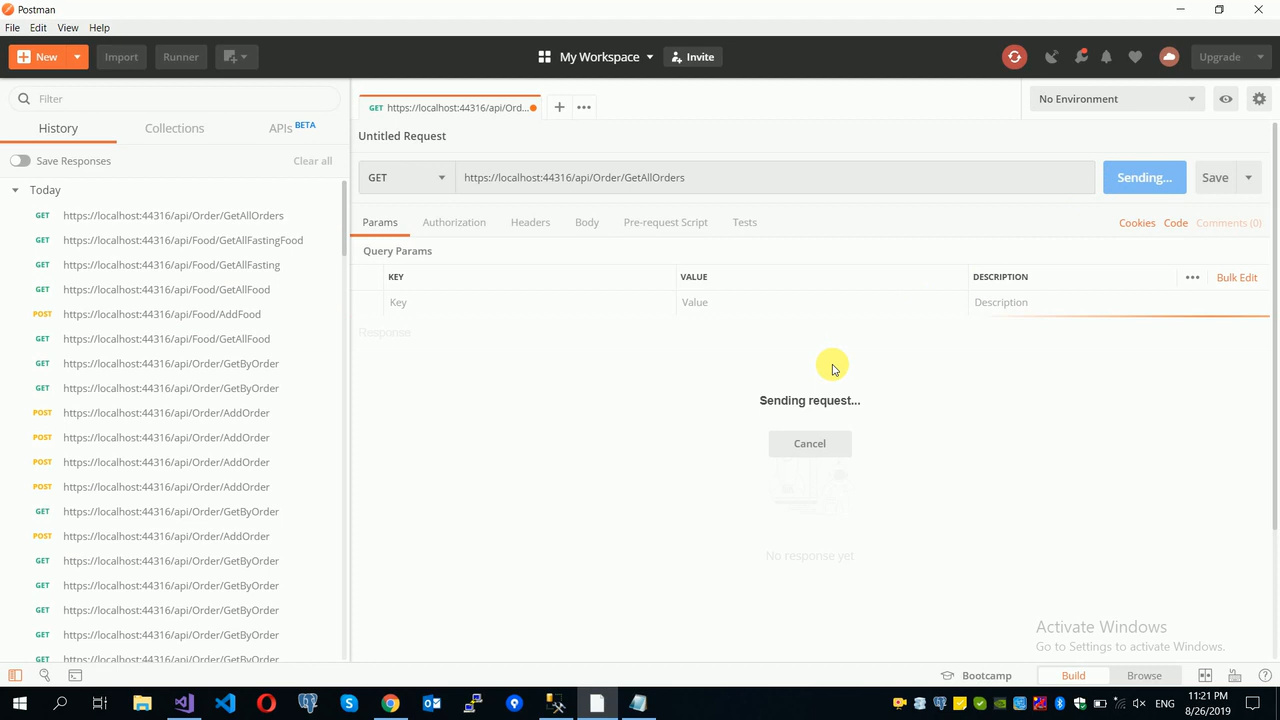 Postman
File Edit View Help
New Import Runner My Workspace Invite Upgrade
Filter
History Collections APIs BETA
Save Responses Clear all
Today
GET https://localhost:44316/api/Order/GetAllOrders
GET https://localhost:44316/api/Food/GetAllFastingFood
GET https://localhost:44316/api/Food/GetAllFasting
GET https://localhost:44316/api/Food/GetAllFood
POST https://localhost:44316/api/Food/AddFood
GET https://localhost:44316/api/Food/GetAllFood
GET https://localhost:44316/api/Order/GetByOrder
GET https://localhost:44316/api/Order/GetByOrder
POST https://localhost:44316/api/Order/AddOrder
POST https://localhost:44316/api/Order/AddOrder
POST https://localhost:44316/api/Order/AddOrder
POST https://localhost:44316/api/Order/AddOrder
GET https://localhost:44316/api/Order/GetByOrder
POST https://localhost:44316/api/Order/AddOrder
GET https://localhost:44316/api/Order/GetByOrder
GET https://localhost:44316/api/Order/GetByOrder
GET https://localhost:44316/api/Order/GetByOrder
GET https://localhost:44316/api/Order/GetByOrder
GET https://localhost:44316/api/Order/GetByOrder
GET https://localhost:44316/api/Ord...
No Environment
Untitled Request
GET https://localhost:44316/api/Order/GetAllOrders Sending... Save
Params Authorization Headers Body Pre-request Script Tests Cookies Code Comments (0)
Query Params
KEY VALUE DESCRIPTION Bulk Edit
Key Value Description
Response
Sending request...
Cancel
No response yet
Activate Windows
Go to Settings to activate Windows.
Bootcamp Build Browse
ENG
11:21 PM
8/26/2019